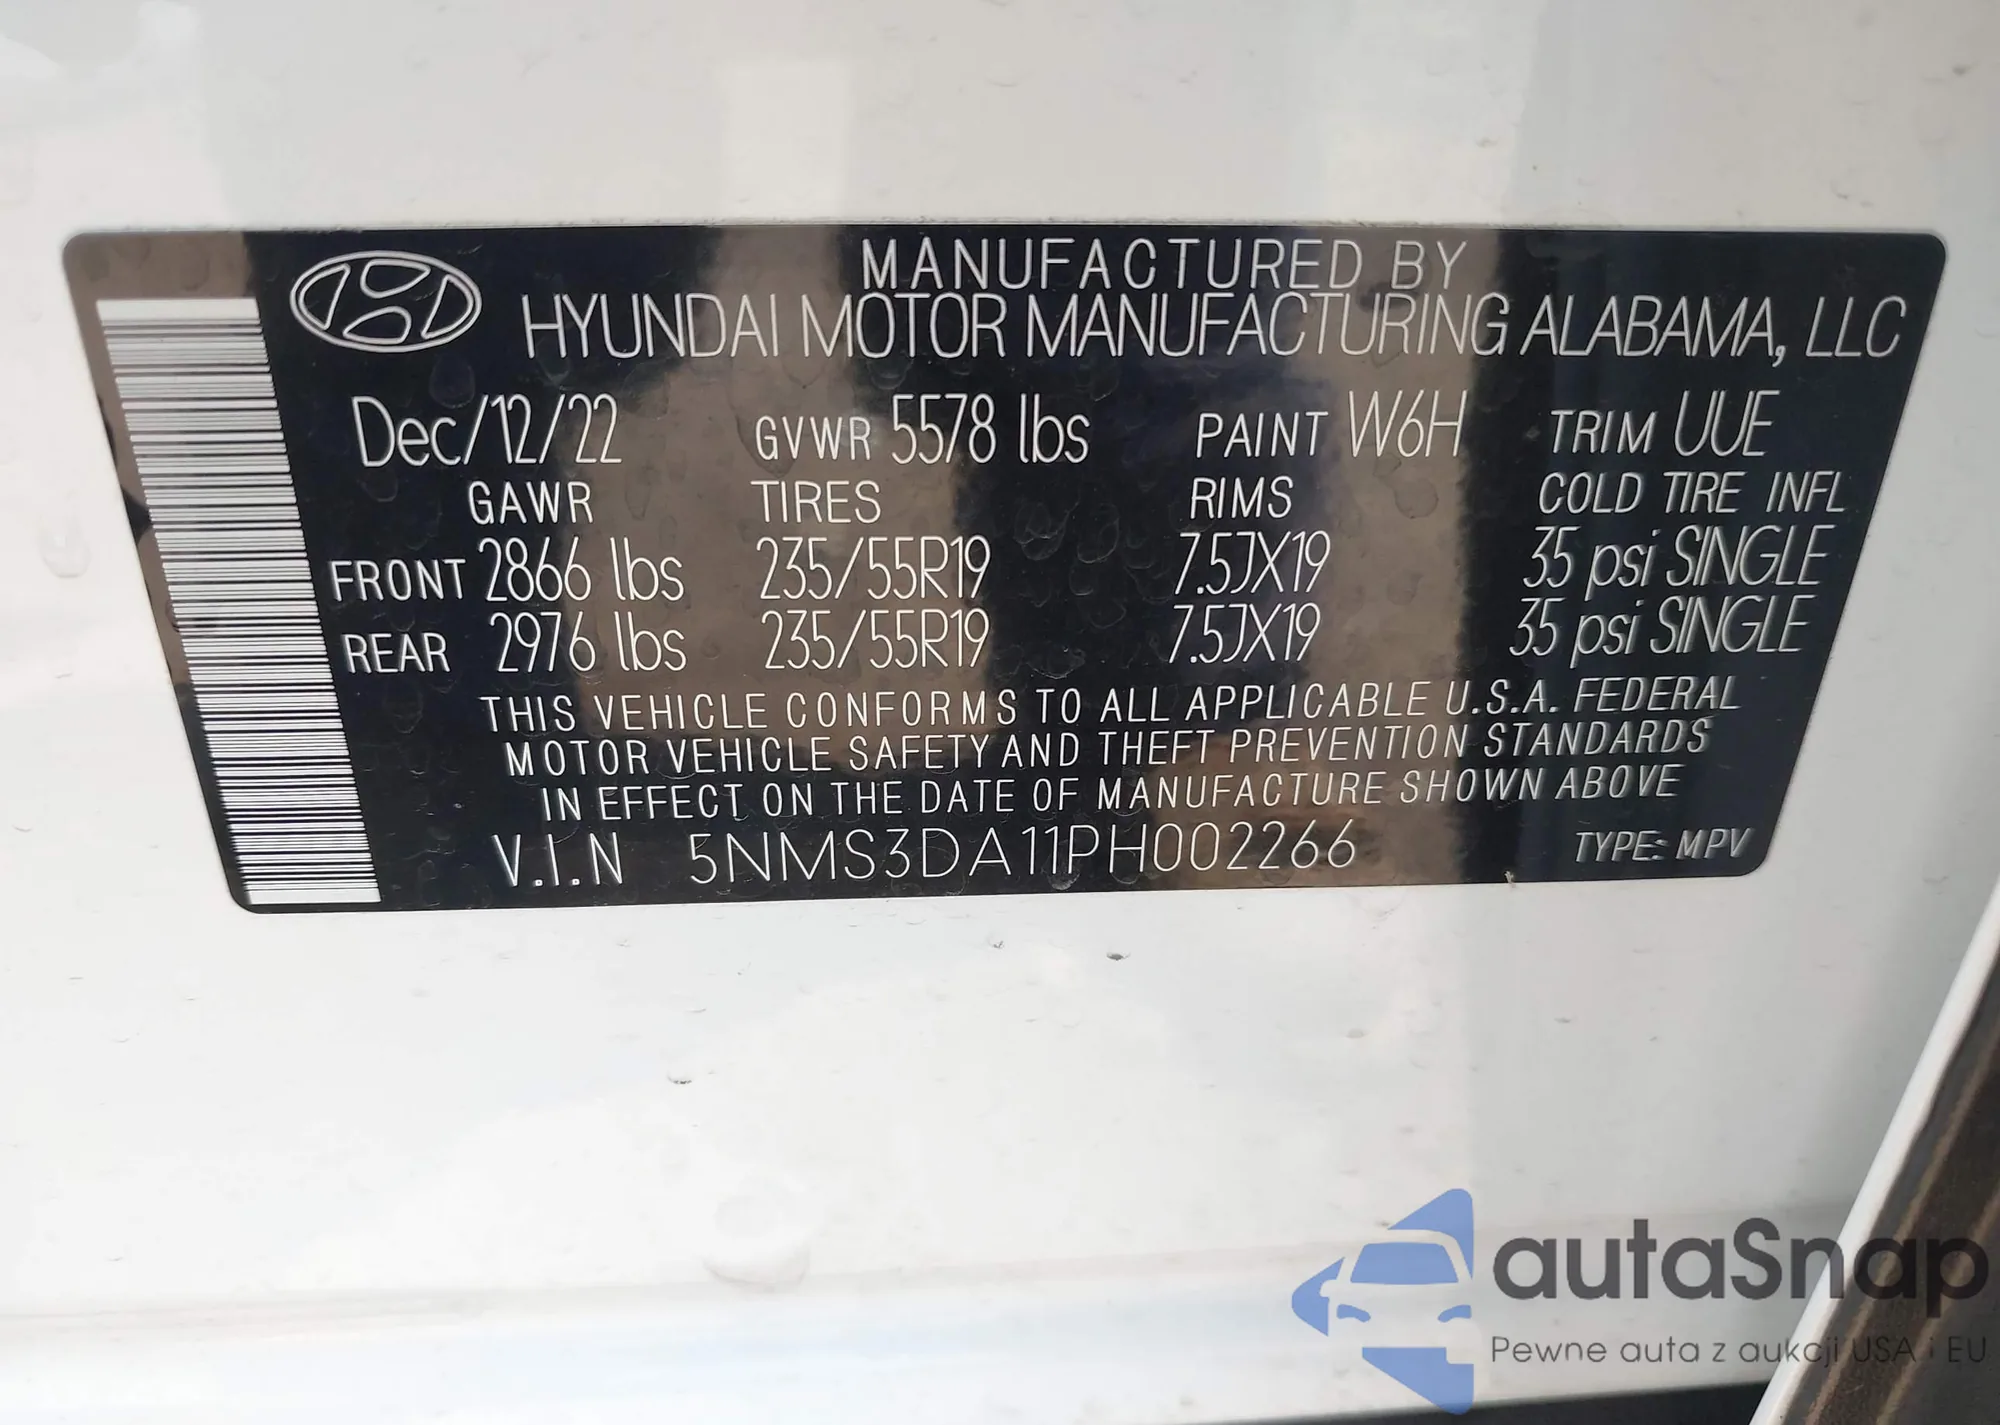 MANUFACTURED BY
HYUNDAI MOTOR MANUFACTURING ALABAMA, LLC
Dec/12/22 GVWR 5578 lbs PAINT W6H TRIM UUE
GAWR TIRES RIMS COLD TIRE INFL
FRONT 2866 lbs 235/55R19 7.5JX19 35 psi SINGLE
REAR 2976 lbs 235/55R19 7.5JX19 35 psi SINGLE
THIS VEHICLE CONFORMS TO ALL APPLICABLE U.S.A. FEDERAL
MOTOR VEHICLE SAFETY AND THEFT PREVENTION STANDARDS
IN EFFECT ON THE DATE OF MANUFACTURE SHOWN ABOVE
V.I.N 5NMS3DA11PH002266 TYPE: MPV
autaSnap
Pewne auta z aukcji USA i EU